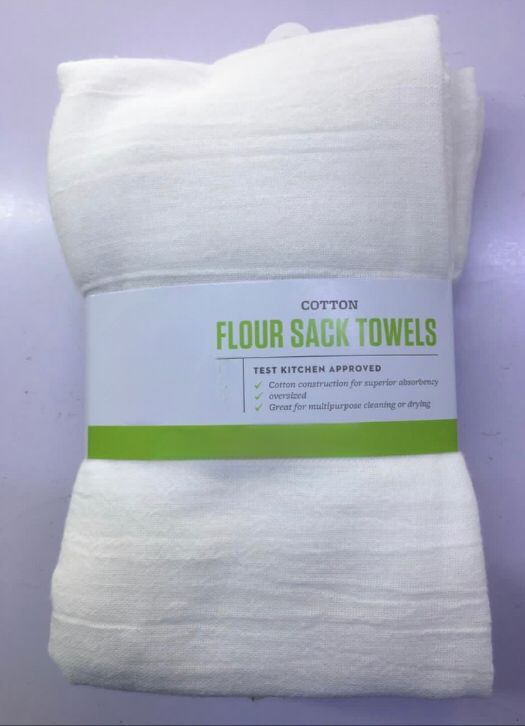 COTTON
FLOUR SACK TOWELS
TEST KITCHEN APPROVED
Cotton construction for superior absorbency
oversized
Great for multipurpose cleaning or drying